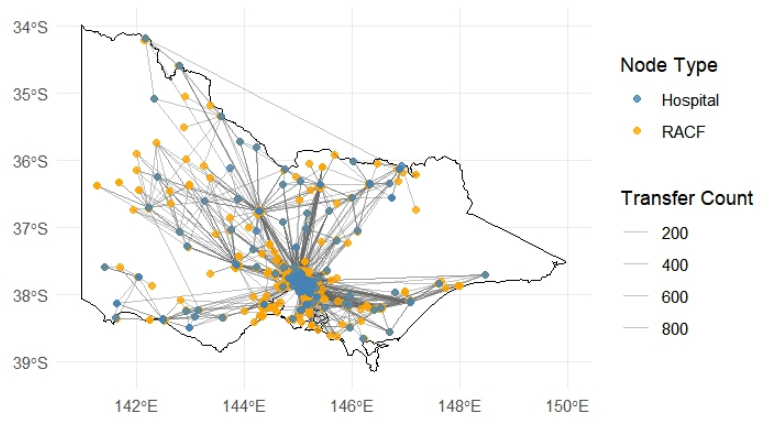 34°S
35°S
36°S
37°S
38°S
39°S
142°E
144°E
146°E
148°E
150°E
Node Type
Hospital
RACF
Transfer Count
200
400
600
800